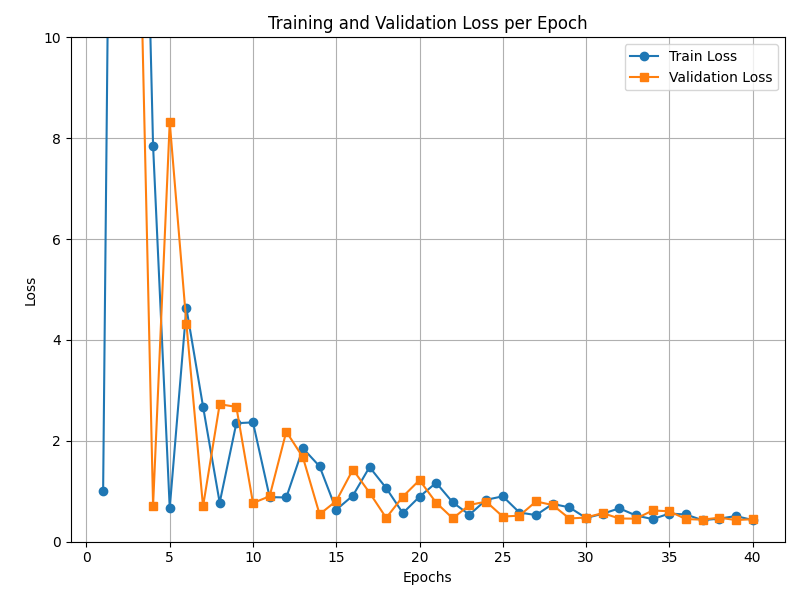 Training and Validation Loss per Epoch
10
8
6
4
2
0
Loss
Train Loss
Validation Loss
0 5 10 15 20 25 30 35 40
Epochs